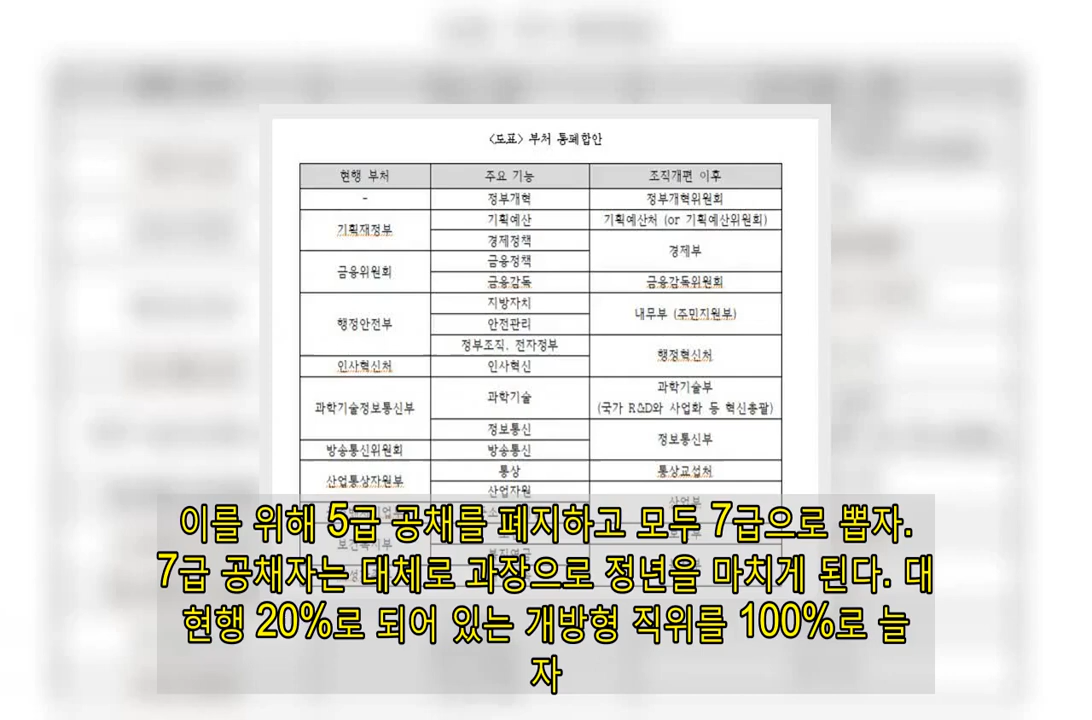 <도표> 부처 통폐합안
현행 부처 주요 기능 조직개편 이후
- 정부개혁 정부개혁위원회
기획재정부 기획예산 기획예산처 (or 기획예산위원회)
경제정책 경제부
금융위원회 금융정책
금융감독 금융감독위원회
행정안전부 지방자치 내무부 (주민지원부)
안전관리
정부조직, 전자정부 행정혁신처
인사혁신처 인사혁신
과학기술정보통신부 과학기술 과학기술부
(국가 R&D와 사업화 등 혁신총괄)
정보통신 정보통신부
방송통신위원회 방송통신
산업통상자원부 통상 통상교섭처
산업자원 산업부
보건복지부
이를 위해 5급 공채를 폐지하고 모두 7급으로 뽑자.
7급 공채자는 대체로 과장으로 정년을 마치게 된다. 대
현행 20%로 되어 있는 개방형 직위를 100%로 늘
자